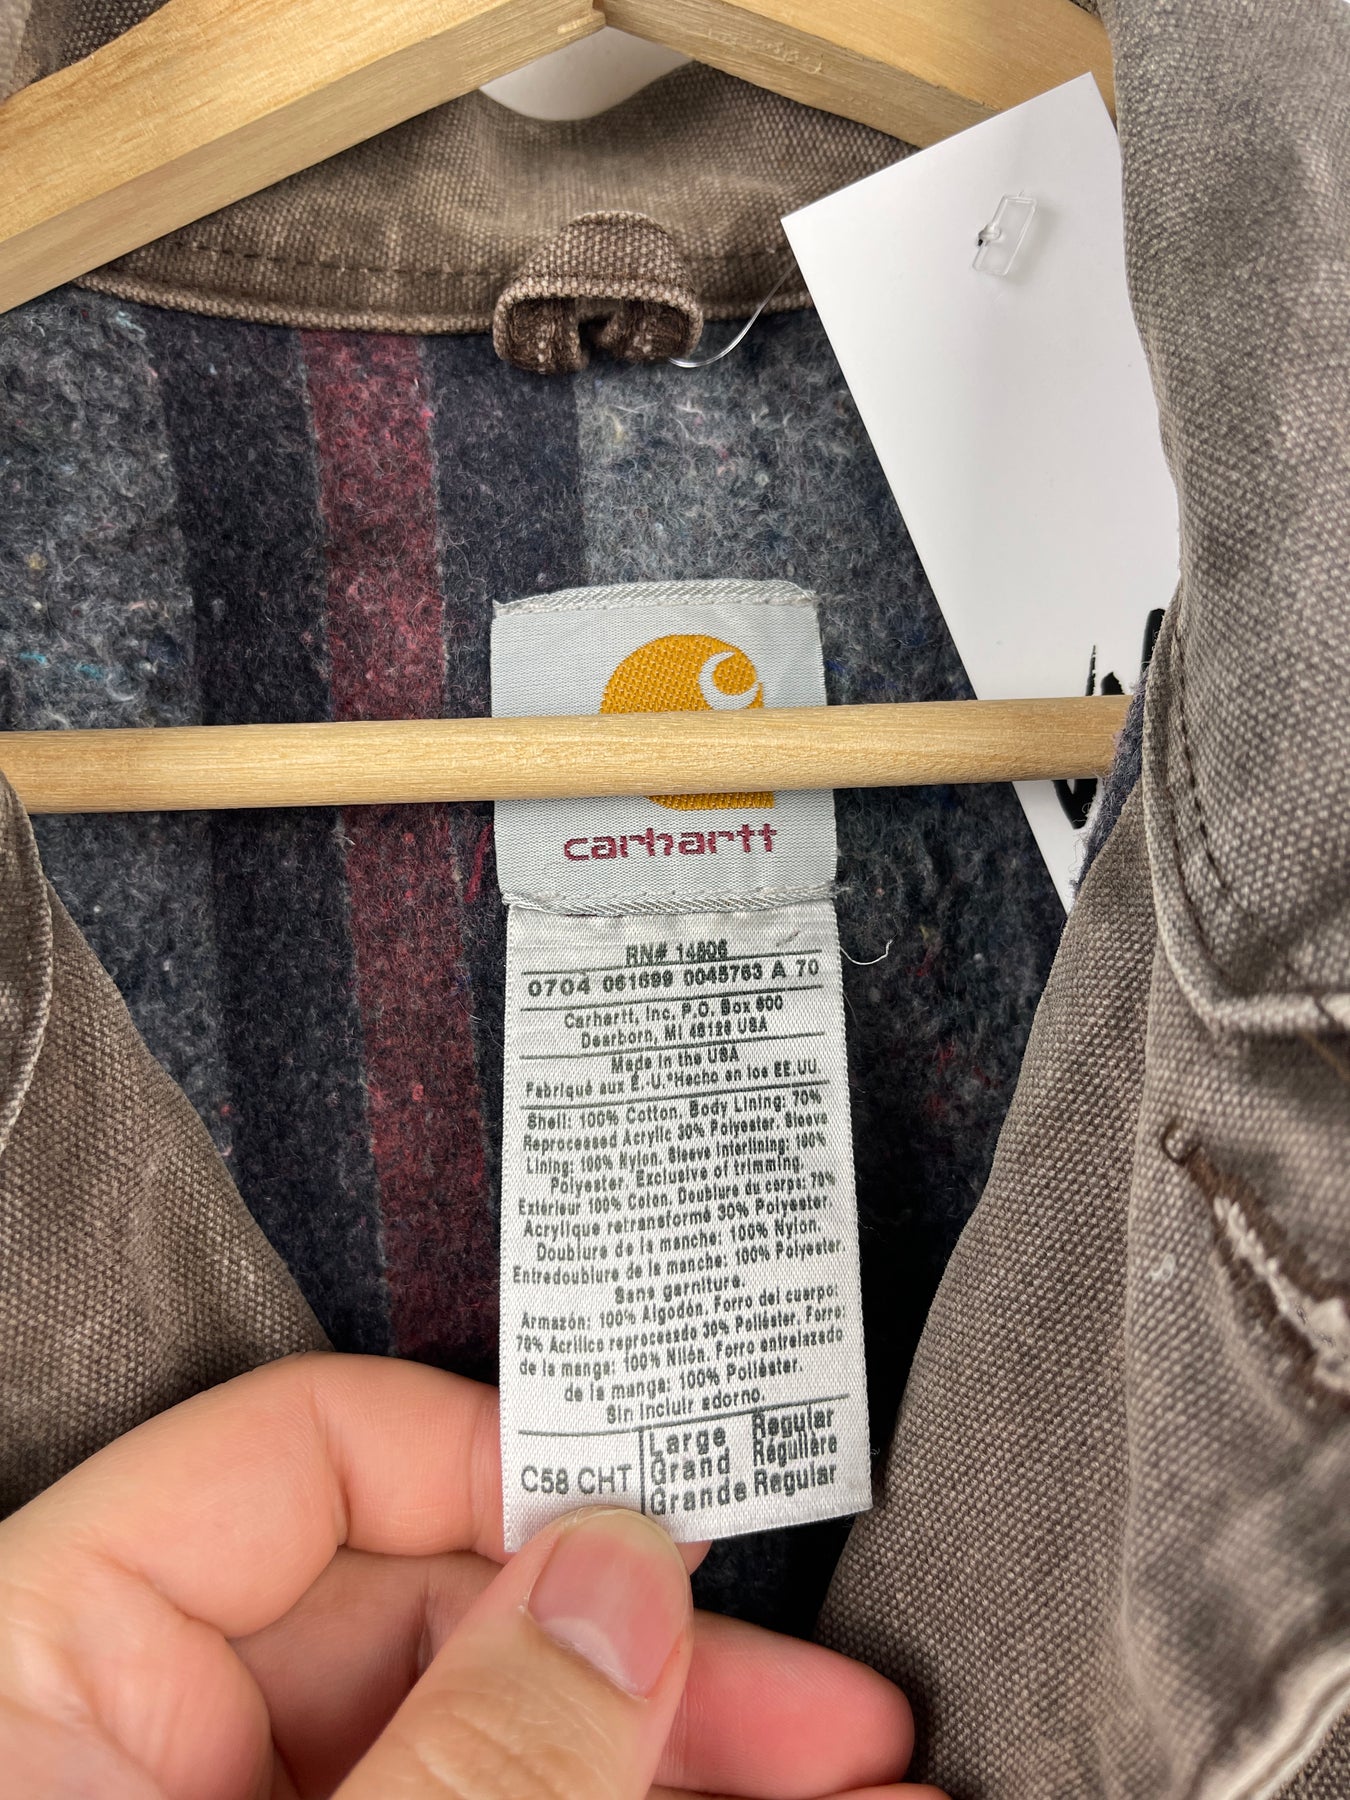 carhartt
RN# 14806
0704 061699 0045763 A 70
Carhartt, Inc. P.O. Box 600
Dearborn, MI 48128 USA
Made in the USA
Fabriqué aux É.-U.*Hecho en los EE.UU.
Shell: 100% Cotton. Body Lining: 70%
Reprocessed Acrylic 30% Polyester. Sleeve
Lining: 100% Nylon. Sleeve Interlining: 100%
Polyester. Exclusive of trimming.
Extérieur 100% Coton. Doublure du corps: 70%
Acrylique retransformé 30% Polyester.
Doublure de la manche: 100% Nylon.
Entredoublure de la manche: 100% Polyester.
Sans garniture.
Armazón: 100% Algodón. Forro del cuerpo:
70% Acrílico reprocesado 30% Poliéster. Forro
de la manga: 100% Nilón. Forro entrelazado
de la manga: 100% Poliéster.
Sin incluir adorno.
C58 CHT
Large Regular
Grand Régulière
Grande Regular